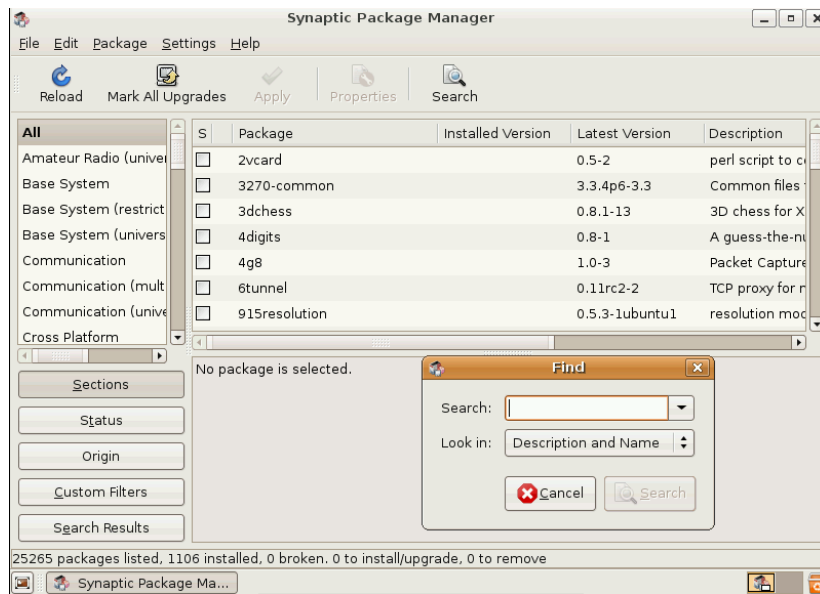 Synaptic Package Manager
File Edit Package Settings Help
Reload Mark All Upgrades Apply Properties Search
All
Amateur Radio (univer
Base System
Base System (restrict
Base System (univers
Communication
Communication (mult
Communication (unive
Cross Platform
S Package Installed Version Latest Version Description
2vcard 0.5-2 perl script to co
3270-common 3.3.4p6-3.3 Common files
3dchess 0.8.1-13 3D chess for X
4digits 0.8-1 A guess-the-nu
4g8 1.0-3 Packet Capture
6tunnel 0.11rc2-2 TCP proxy for
915resolution 0.5.3-1ubuntu1 resolution
Sections
Status
Origin
Custom Filters
Search Results
No package is selected.
Find
Search:
Look in: Description and Name
Cancel Search
25265 packages listed, 1106 installed, 0 broken. 0 to install/upgrade, 0 to remove
Synaptic Package Ma...